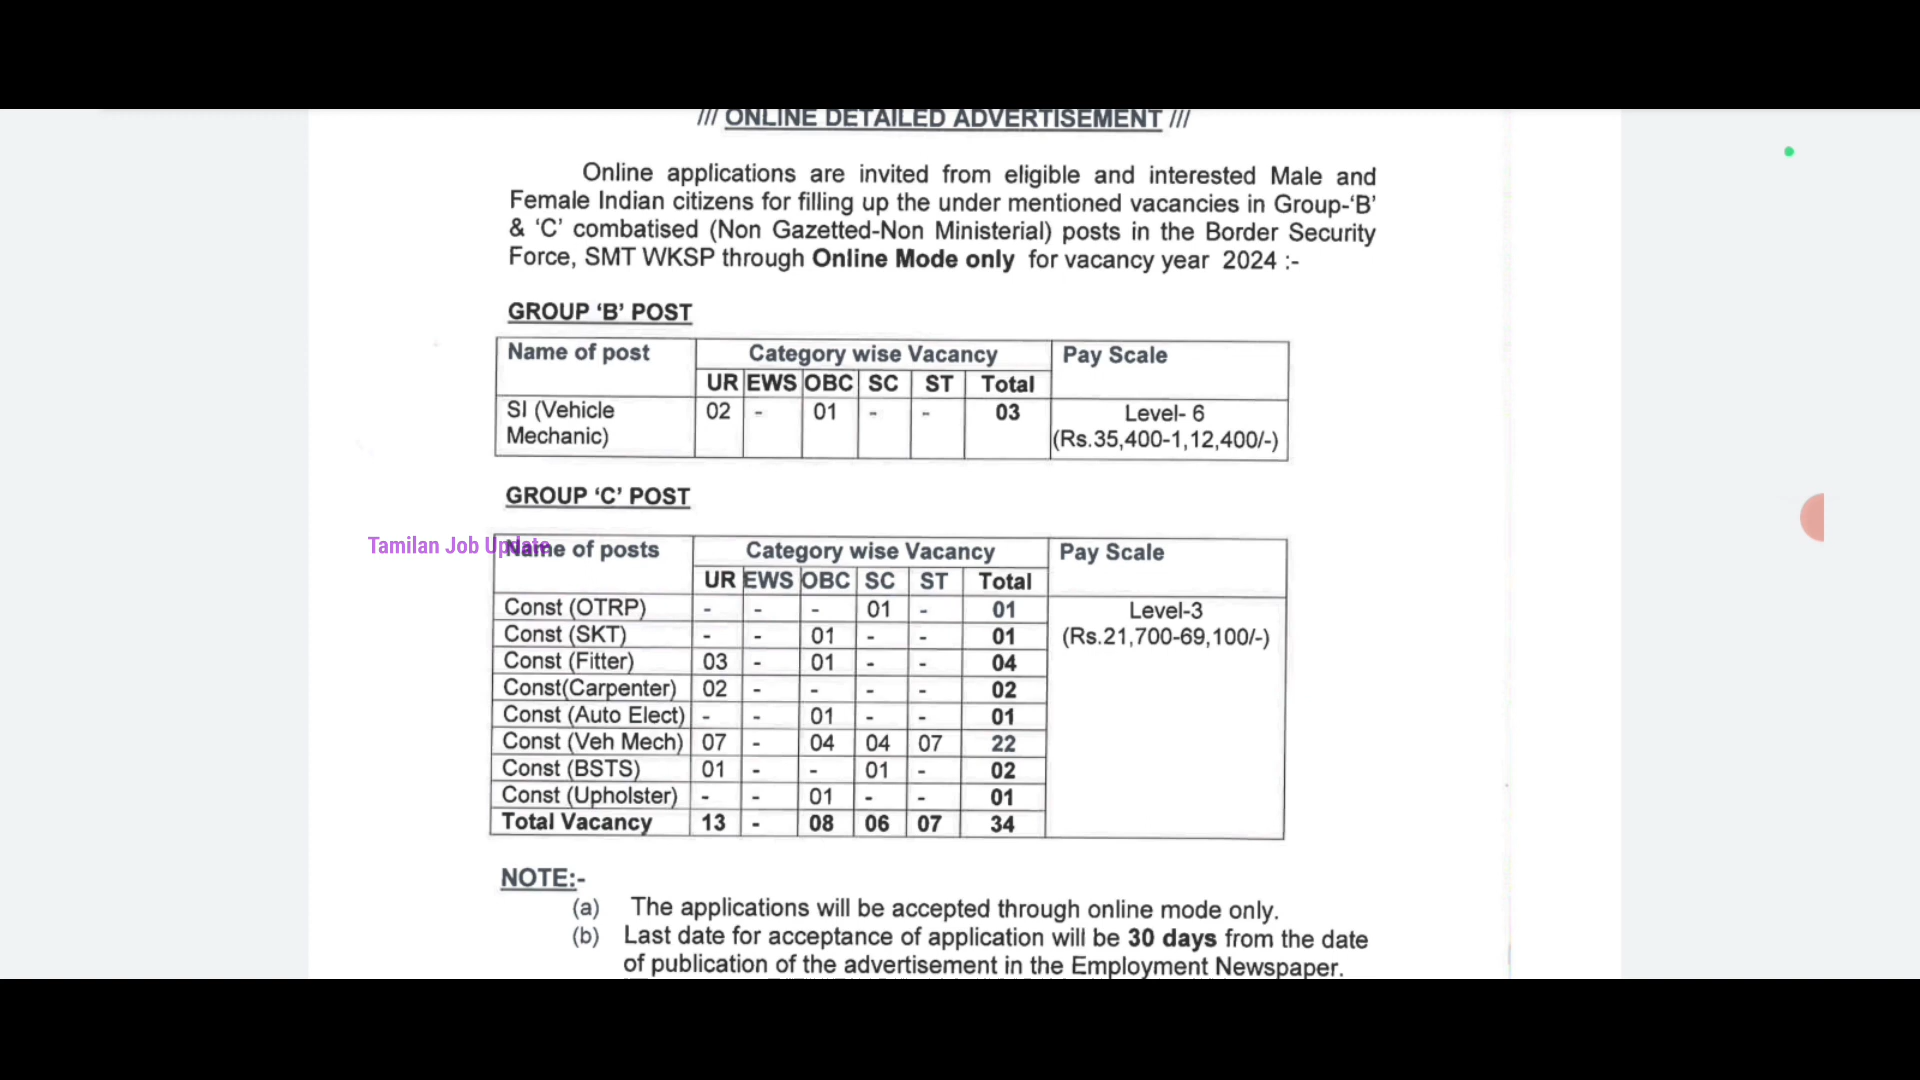 /// ONLINE DETAILED ADVERTISEMENT ///
Online applications are invited from eligible and interested Male and
Female Indian citizens for filling up the under mentioned vacancies in Group-‘B’
& ‘C’ combatised (Non Gazetted-Non Ministerial) posts in the Border Security
Force, SMT WKSP through Online Mode only for vacancy year 2024 :-
GROUP ‘B’ POST
Name of post Category wise Vacancy Pay Scale
UR EWS OBC SC ST Total
SI (Vehicle 02 - 01 - - 03 Level- 6
Mechanic) (Rs.35,400-1,12,400/-)
GROUP ‘C’ POST
Tamilan Job Update
Name of posts Category wise Vacancy Pay Scale
UR EWS OBC SC ST Total
Const (OTRP) - - - 01 - 01 Level-3
Const (SKT) - - 01 - - 01 (Rs.21,700-69,100/-)
Const (Fitter) 03 - 01 - - 04
Const(Carpenter) 02 - - - - 02
Const (Auto Elect) - - 01 - - 01
Const (Veh Mech) 07 - 04 04 07 22
Const (BSTS) 01 - - 01 - 02
Const (Upholster) - - 01 - - 01
Total Vacancy 13 - 08 06 07 34
NOTE:-
(a) The applications will be accepted through online mode only.
(b) Last date for acceptance of application will be 30 days from the date
of publication of the advertisement in the Employment Newspaper.